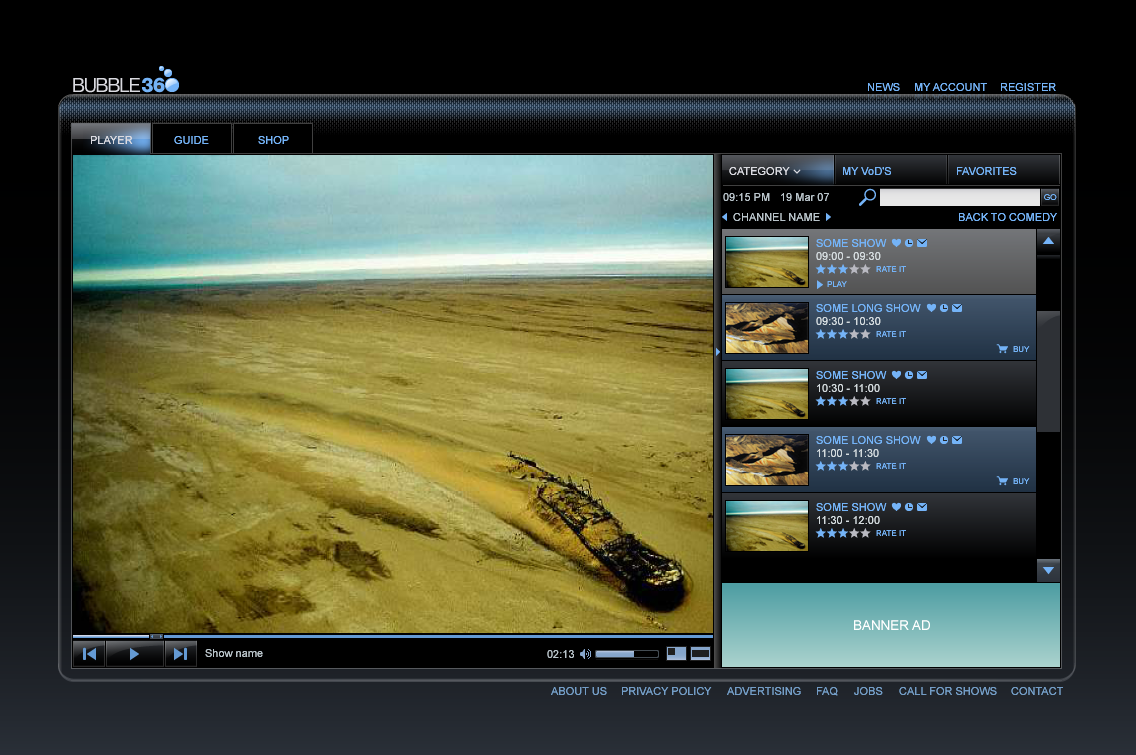 BUBBLE360
NEWS MY ACCOUNT REGISTER
PLAYER GUIDE SHOP
CATEGORY MY VoD'S FAVORITES
09:15 PM 19 Mar 07 GO
CHANNEL NAME BACK TO COMEDY
SOME SHOW
09:00 - 09:30
RATE IT
PLAY
SOME LONG SHOW
09:30 - 10:30
RATE IT
BUY
SOME SHOW
10:30 - 11:00
RATE IT
SOME LONG SHOW
11:00 - 11:30
RATE IT
BUY
SOME SHOW
11:30 - 12:00
RATE IT
BANNER AD
Show name 02:13
ABOUT US PRIVACY POLICY ADVERTISING FAQ JOBS CALL FOR SHOWS CONTACT